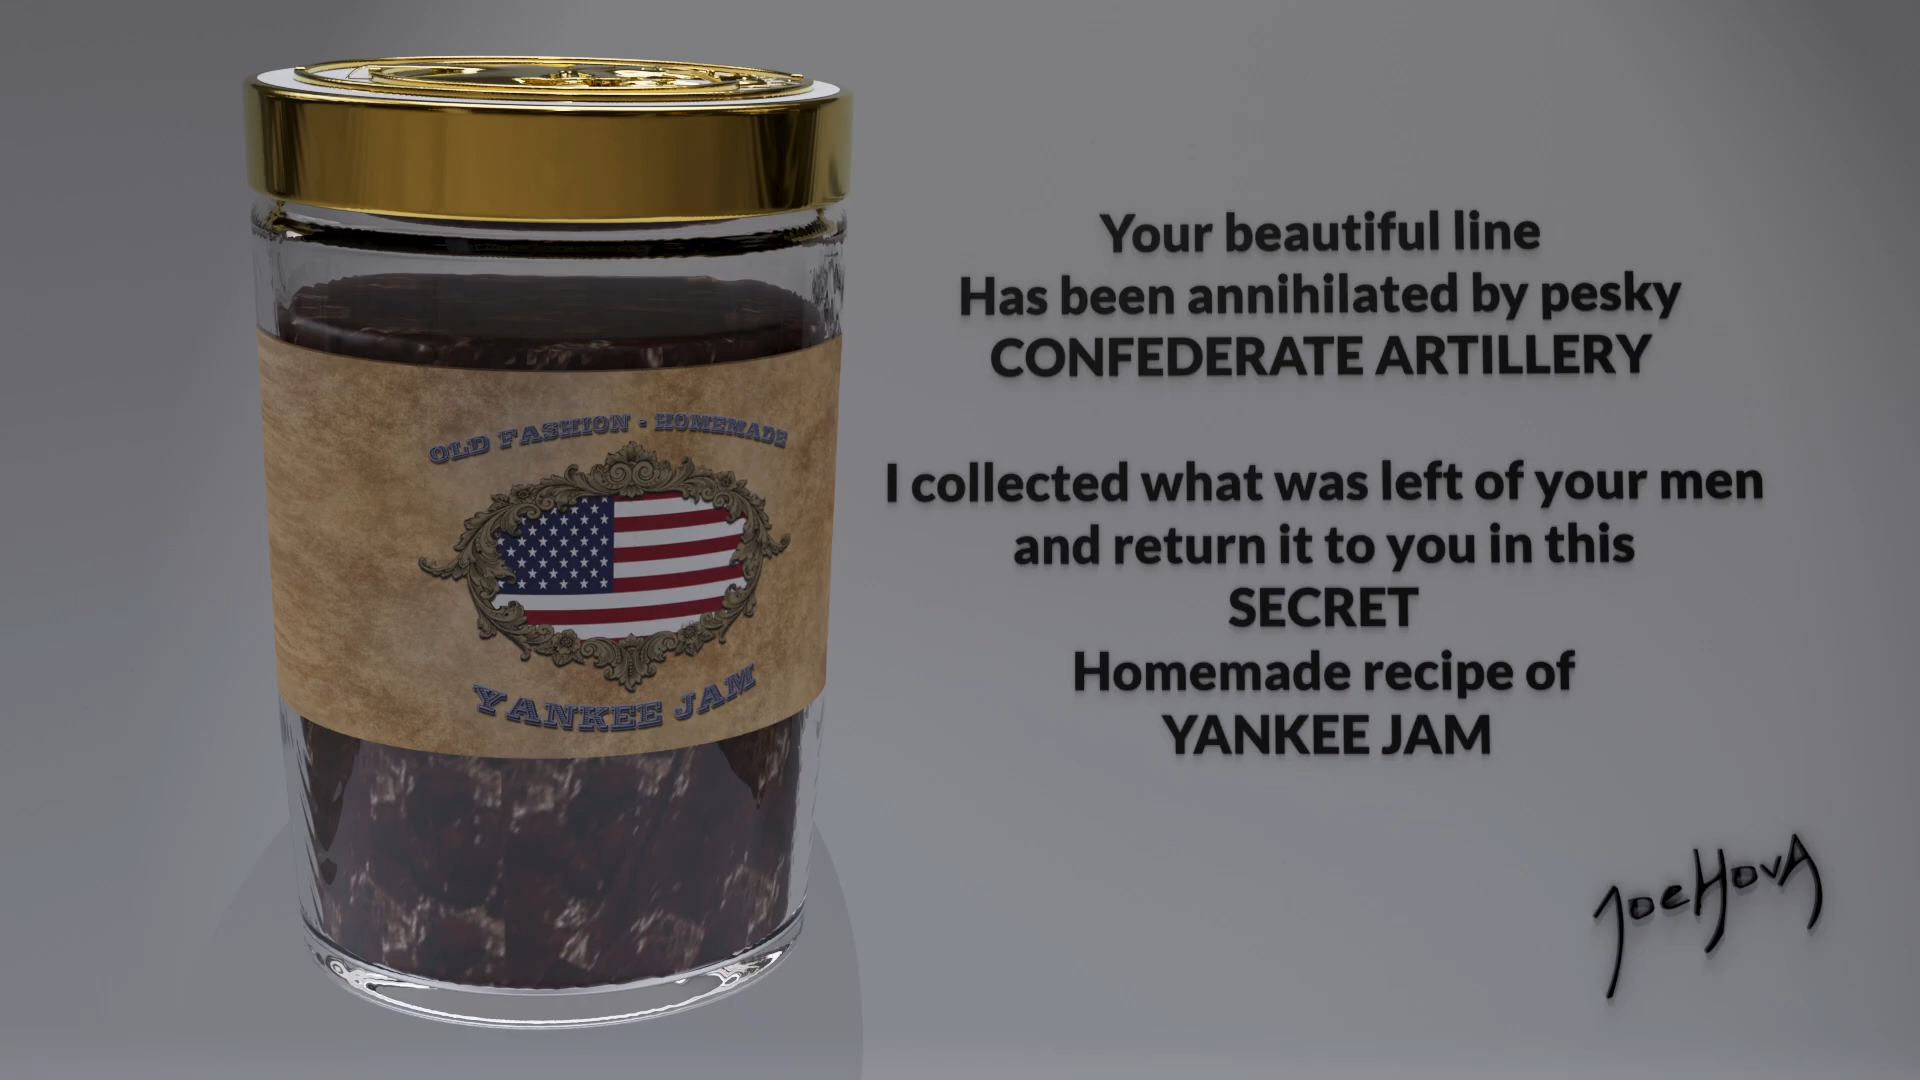 OLD FASHION - HOMEMADE
YANKEE JAM
Your beautiful line
Has been annihilated by pesky
CONFEDERATE ARTILLERY
I collected what was left of your men
and return it to you in this
SECRET
Homemade recipe of
YANKEE JAM
JoeHovA